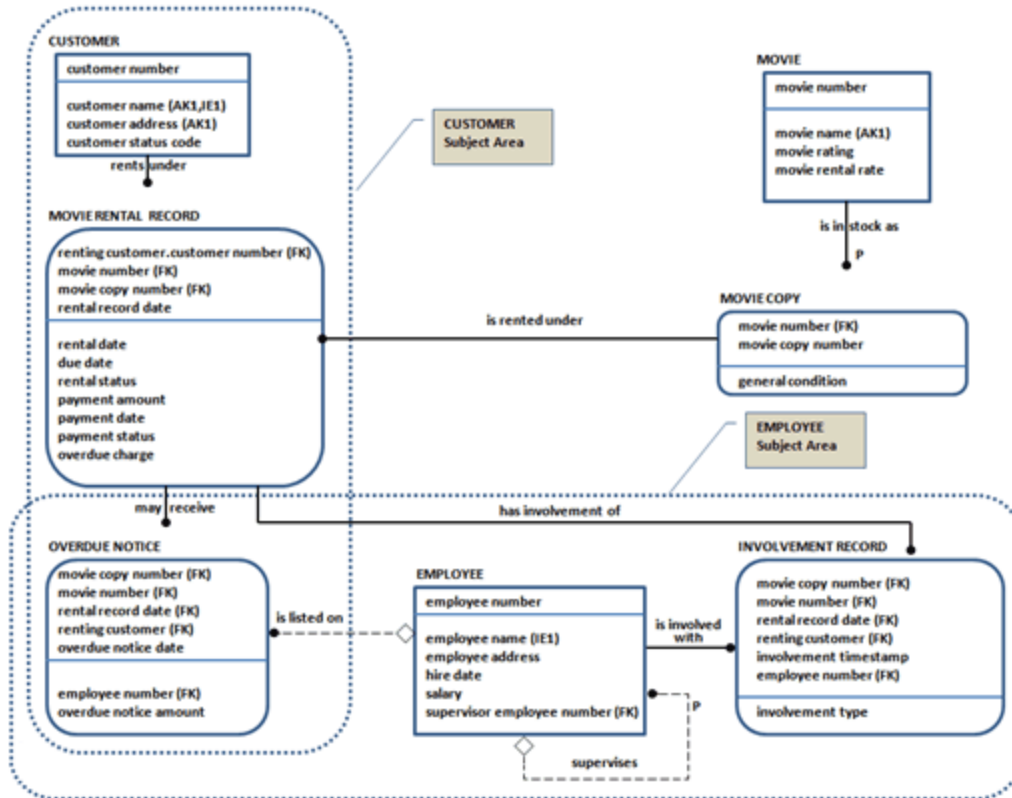 CUSTOMER
customer number
customer name (AK1,IE1)
customer address (AK1)
customer status code
rents under
CUSTOMER
Subject Area
MOVIE
movie number
movie name (AK1)
movie rating
movie rental rate
is in stock as
P
MOVIE RENTAL RECORD
renting customer.customer number (FK)
movie number (FK)
movie copy number (FK)
rental record date
rental date
due date
rental status
payment amount
payment date
payment status
overdue charge
is rented under
MOVIE COPY
movie number (FK)
movie copy number
general condition
EMPLOYEE
Subject Area
may receive
has involvement of
OVERDUE NOTICE
movie copy number (FK)
movie number (FK)
rental record date (FK)
renting customer (FK)
overdue notice date
employee number (FK)
overdue notice amount
is listed on
EMPLOYEE
employee number
employee name (IE1)
employee address
hire date
salary
supervisor employee number (FK)
P
supervises
is involved
with
INVOLVEMENT RECORD
movie copy number (FK)
movie number (FK)
rental record date (FK)
renting customer (FK)
involvement timestamp
employee number (FK)
involvement type